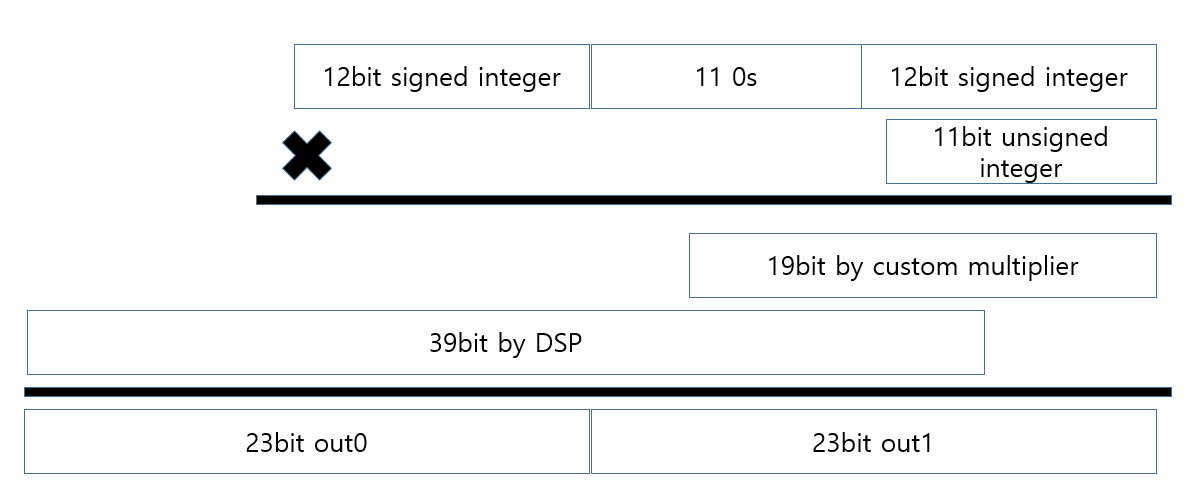 12bit signed integer
11 0s
12bit signed integer
11bit unsigned
integer
19bit by custom multiplier
39bit by DSP
23bit out0
23bit out1